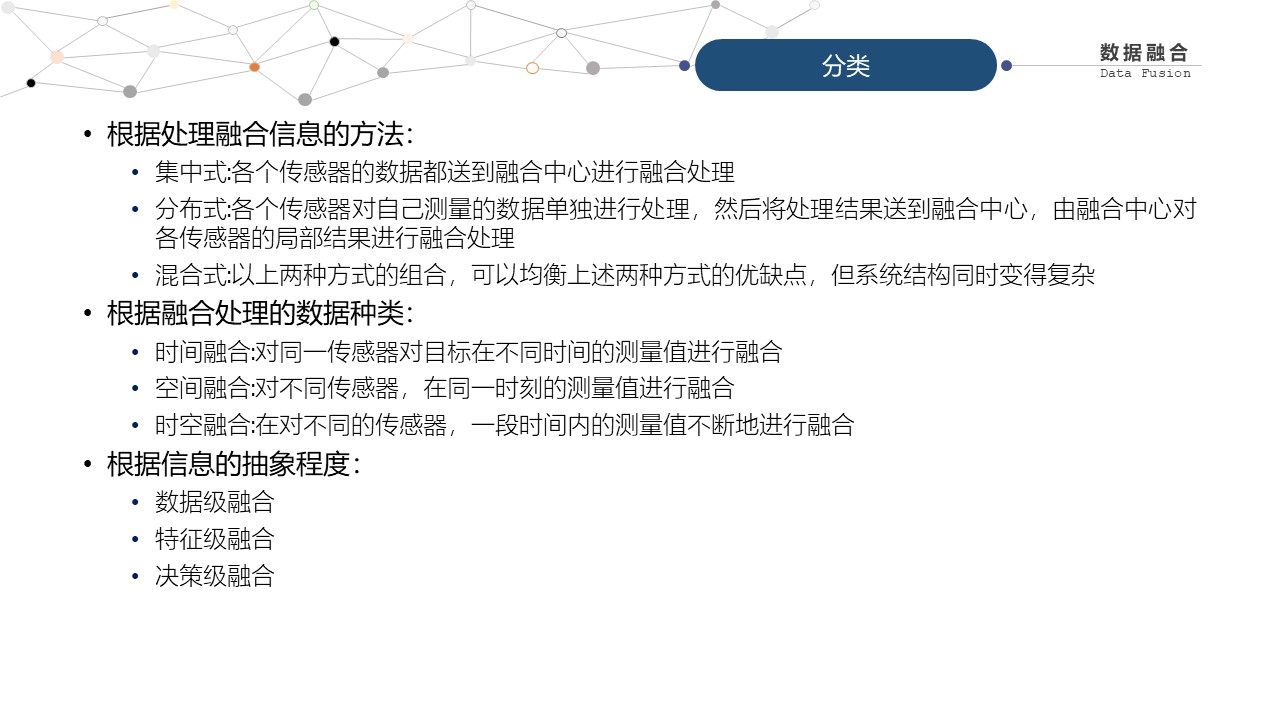 分类
数据融合
Data Fusion
• 根据处理融合信息的方法：
• 集中式:各个传感器的数据都送到融合中心进行融合处理
• 分布式:各个传感器对自己测量的数据单独进行处理，然后将处理结果送到融合中心，由融合中心对
各传感器的局部结果进行融合处理
• 混合式:以上两种方式的组合，可以均衡上述两种方式的优缺点，但系统结构同时变得复杂
• 根据融合处理的数据种类：
• 时间融合:对同一传感器对目标在不同时间的测量值进行融合
• 空间融合:对不同传感器，在同一时刻的测量值进行融合
• 时空融合:在对不同的传感器，一段时间内的测量值不断地进行融合
• 根据信息的抽象程度：
• 数据级融合
• 特征级融合
• 决策级融合